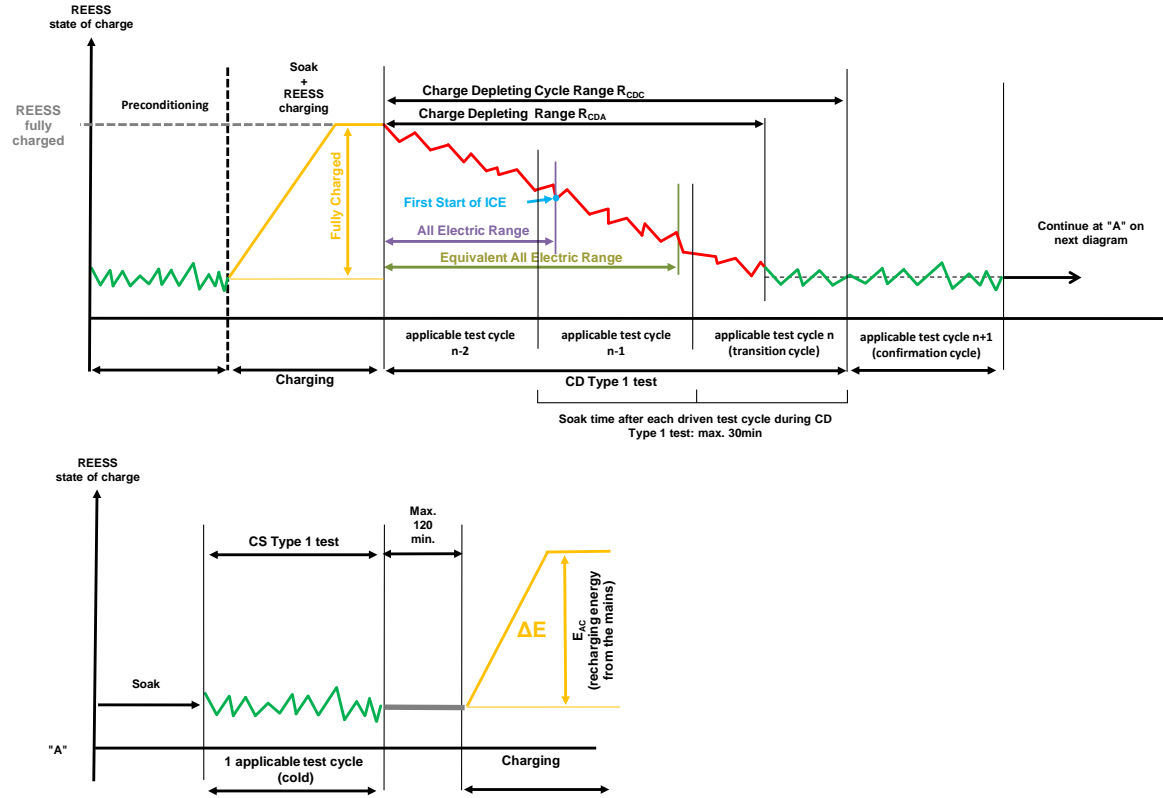 REESS
state of charge
Soak
+
REESS
charging
Preconditioning
Charge Depleting Cycle Range RCDC
Charge Depleting Range RCDA
REESS
fully
charged
Fully Charged
First Start of ICE
All Electric Range
Equivalent All Electric Range
Continue at "A" on
next diagram
applicable test cycle
n-2
applicable test cycle
n-1
applicable test cycle n
(transition cycle)
applicable test cycle n+1
(confirmation cycle)
Charging
CD Type 1 test
Soak time after each driven test cycle during CD
Type 1 test: max. 30min
REESS
state of charge
Max.
120
min.
CS Type 1 test
ΔE
EAC
(recharging energy
from the mains)
Soak
"A"
1 applicable test cycle
(cold)
Charging